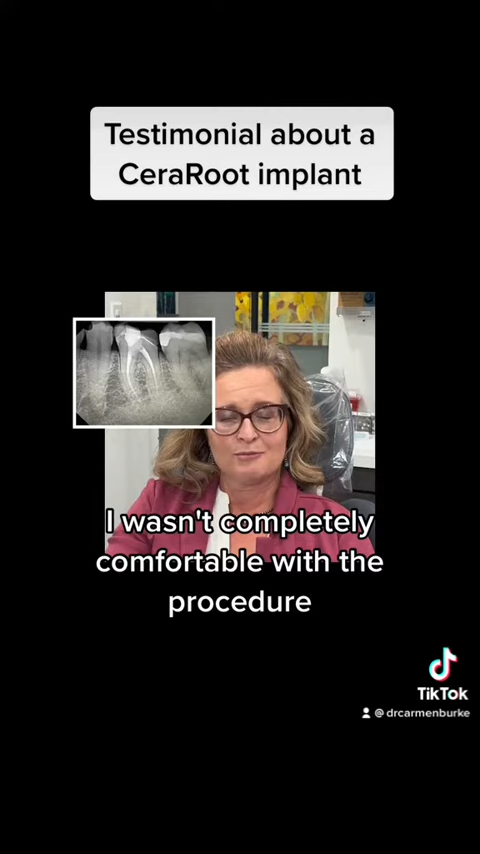 Testimonial about a
CeraRoot implant
I wasn't completely
comfortable with the
procedure
TikTok
@ drcarmenburke